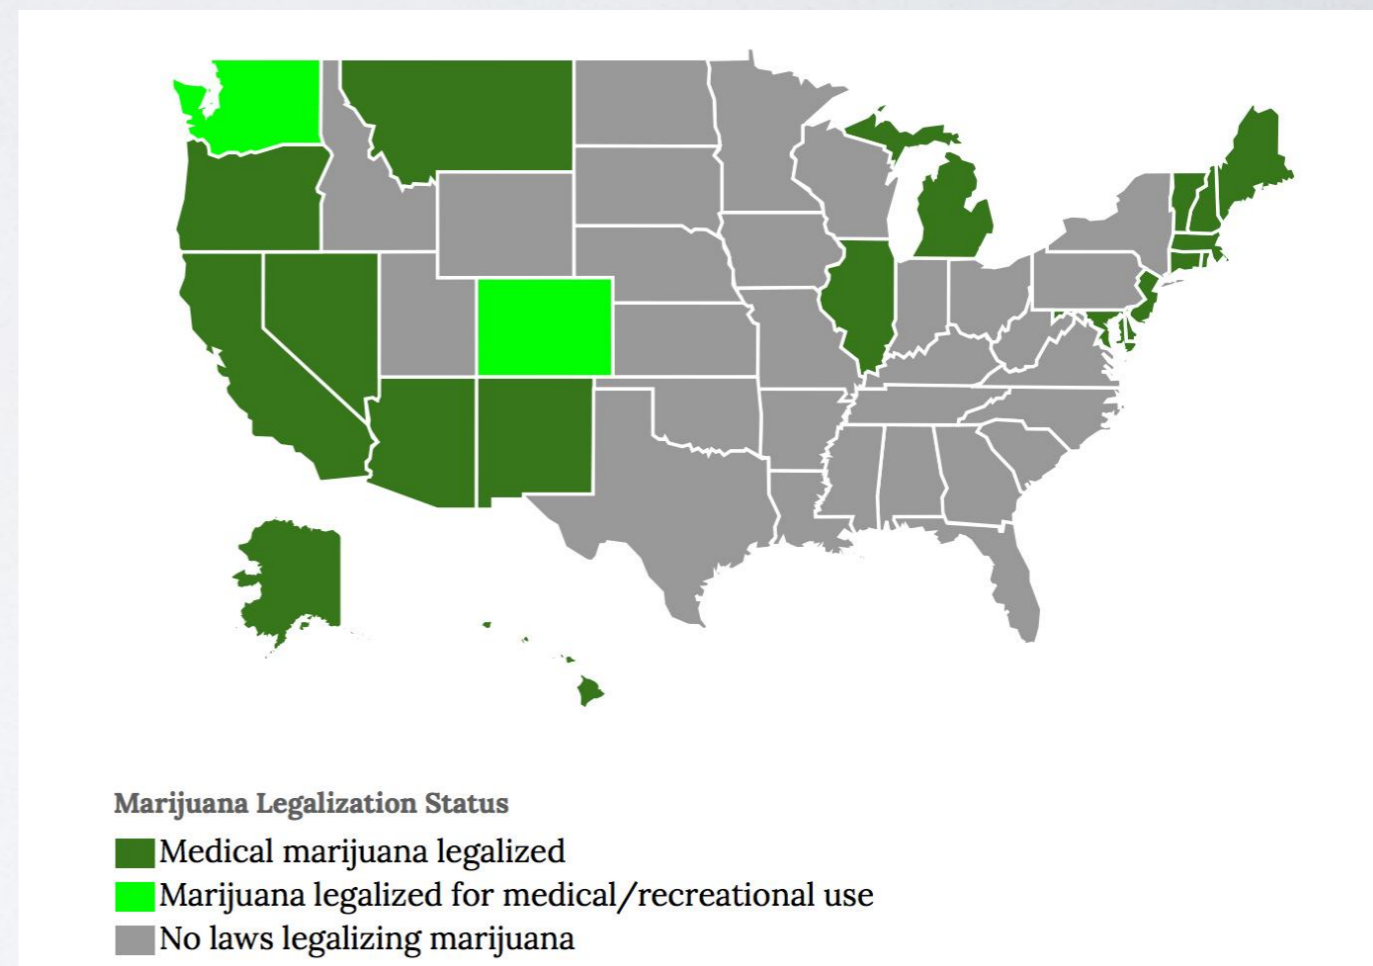 Marijuana Legalization Status
Medical marijuana legalized
Marijuana legalized for medical/recreational use
No laws legalizing marijuana